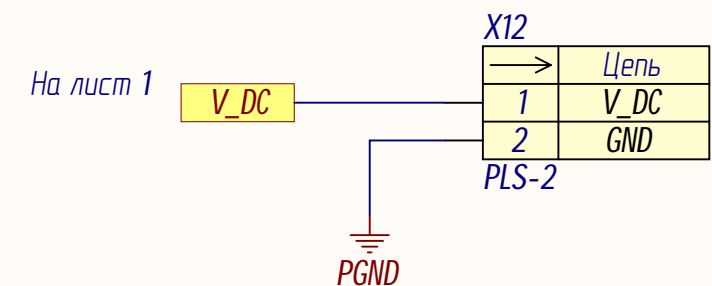 X12
На лист 1
V_DC
Цепь
1 V_DC
2 GND
PLS-2
PGND